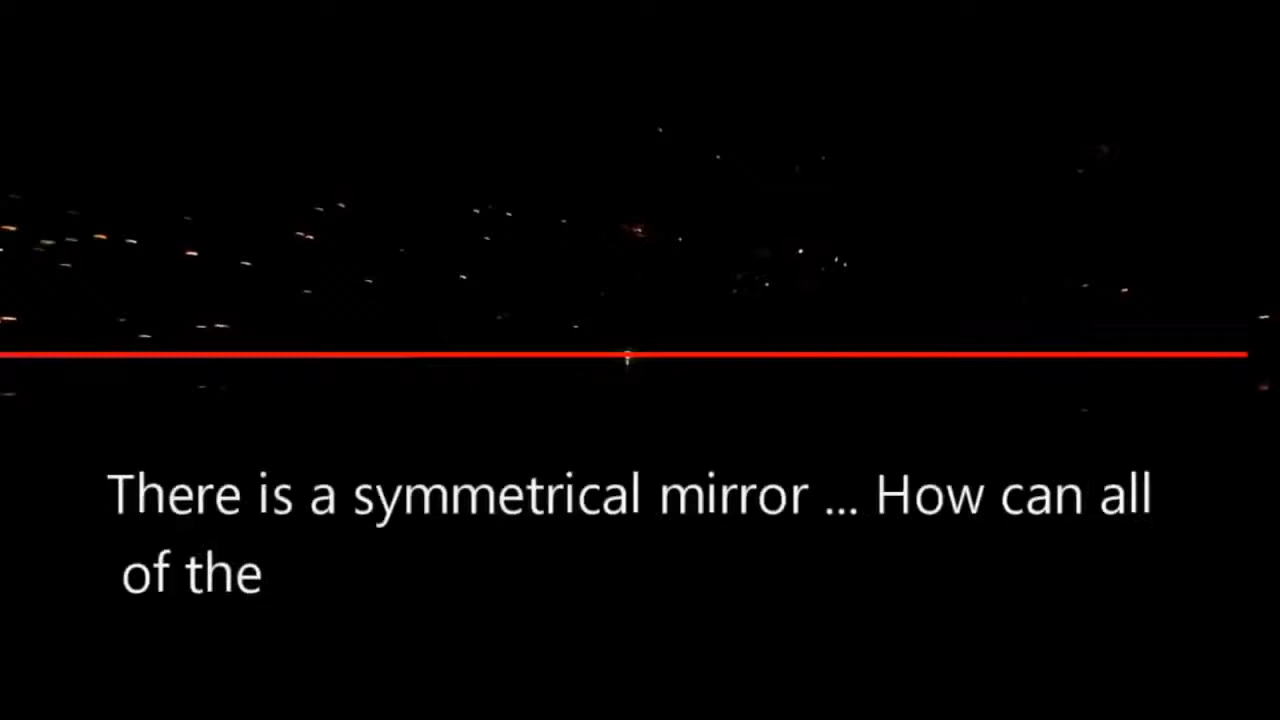 There is a symmetrical mirror ... How can all
of the